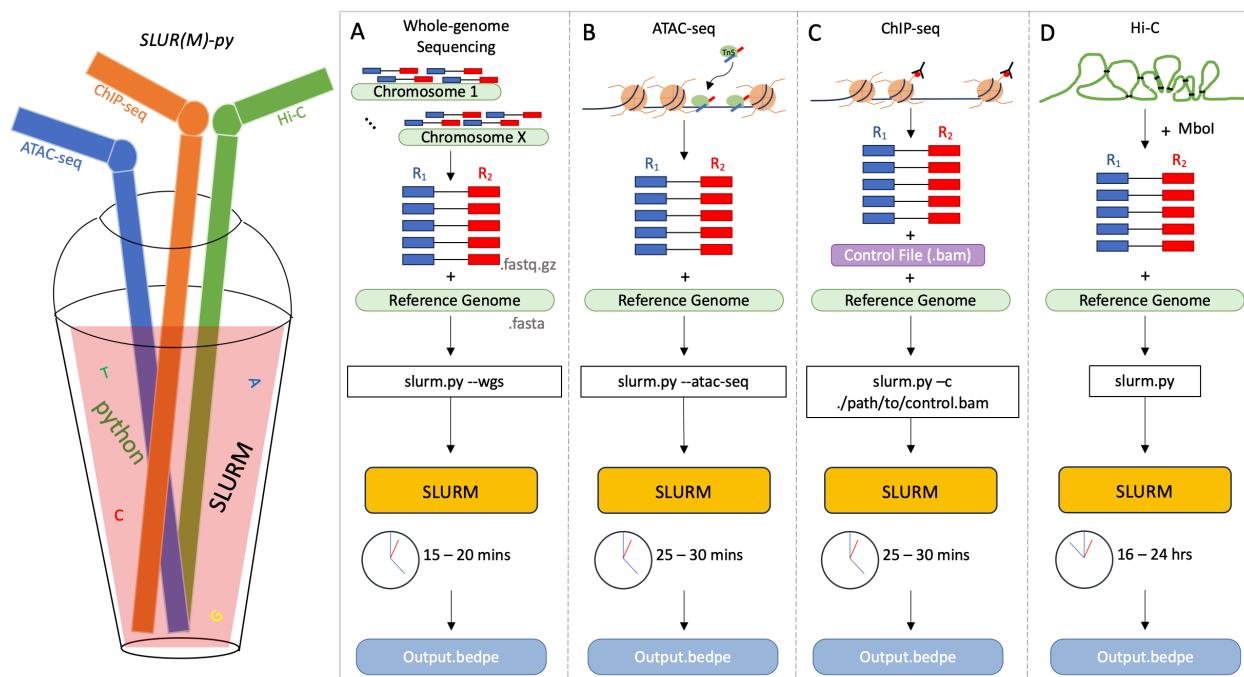 SLUR(M)-py
ChIP-seq
Hi-C
ATAC-seq
T
A
python
SLURM
C
G
A
Whole-genome
Sequencing
Chromosome 1
...
Chromosome X
R1
R2
.fastq.gz
+
Reference Genome
.fasta
slurm.py --wgs
SLURM
15 – 20 mins
Output.bedpe
B
ATAC-seq
Tn5
R1
R2
+
Reference Genome
slurm.py --atac-seq
SLURM
25 – 30 mins
Output.bedpe
C
ChIP-seq
R1
R2
+
Control File (.bam)
+
Reference Genome
slurm.py –c
./path/to/control.bam
SLURM
25 – 30 mins
Output.bedpe
D
Hi-C
+ MboI
R1
R2
+
Reference Genome
slurm.py
SLURM
16 – 24 hrs
Output.bedpe